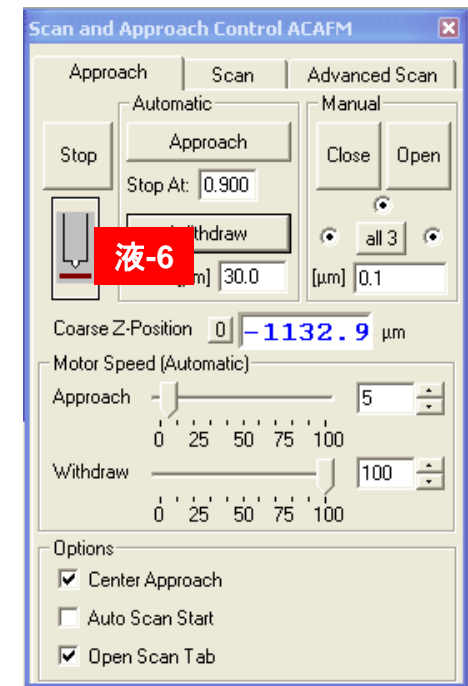 Scan and Approach Control ACAFM
Approach Scan Advanced Scan
Automatic Manual
Stop Approach Close Open
Stop At: 0.900
液-6 thdraw all 3
m] 30.0 [μm] 0.1
Coarse Z-Position 0 -1132.9 μm
Motor Speed (Automatic)
Approach 5
0 25 50 75 100
Withdraw 100
0 25 50 75 100
Options
Center Approach
Auto Scan Start
Open Scan Tab